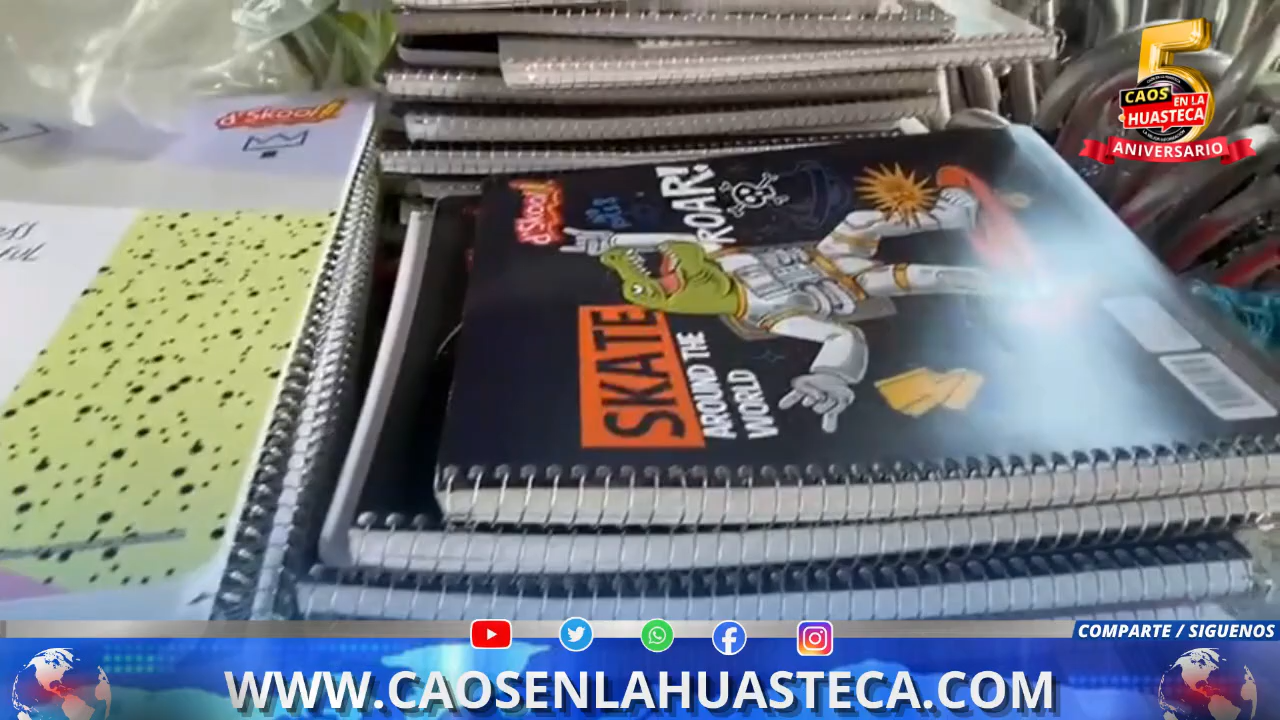 5
CAOS
EN LA
HUASTECA
ANIVERSARIO
d'Skool
ROAR!
d'Skool
SKATE
AROUND THE
WORLD
COMPARTE / SIGUENOS
WWW.CAOSENLAHUASTECA.COM